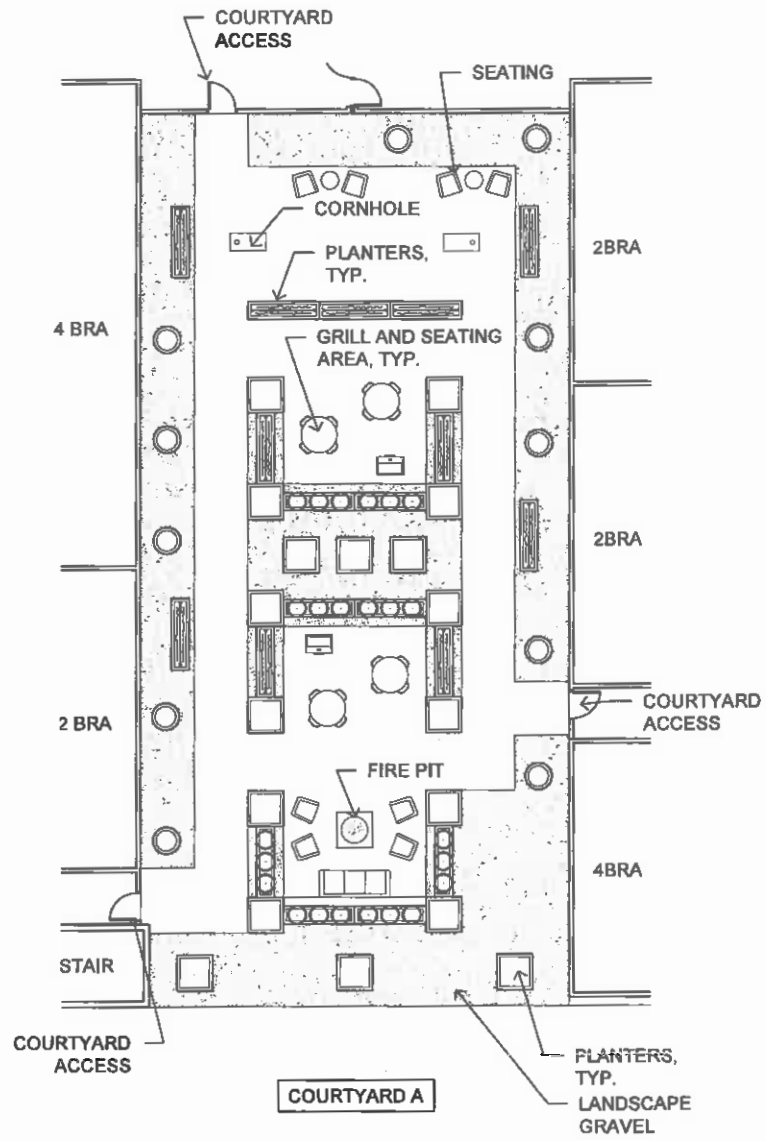 COURTYARD
ACCESS
SEATING
CORNHOLE
PLANTERS,
TYP.
2BRA
4 BRA
GRILL AND SEATING
AREA, TYP.
2BRA
2 BRA
COURTYARD
ACCESS
FIRE PIT
4BRA
STAIR
COURTYARD
ACCESS
PLANTERS,
TYP.
LANDSCAPE
GRAVEL
COURTYARD A